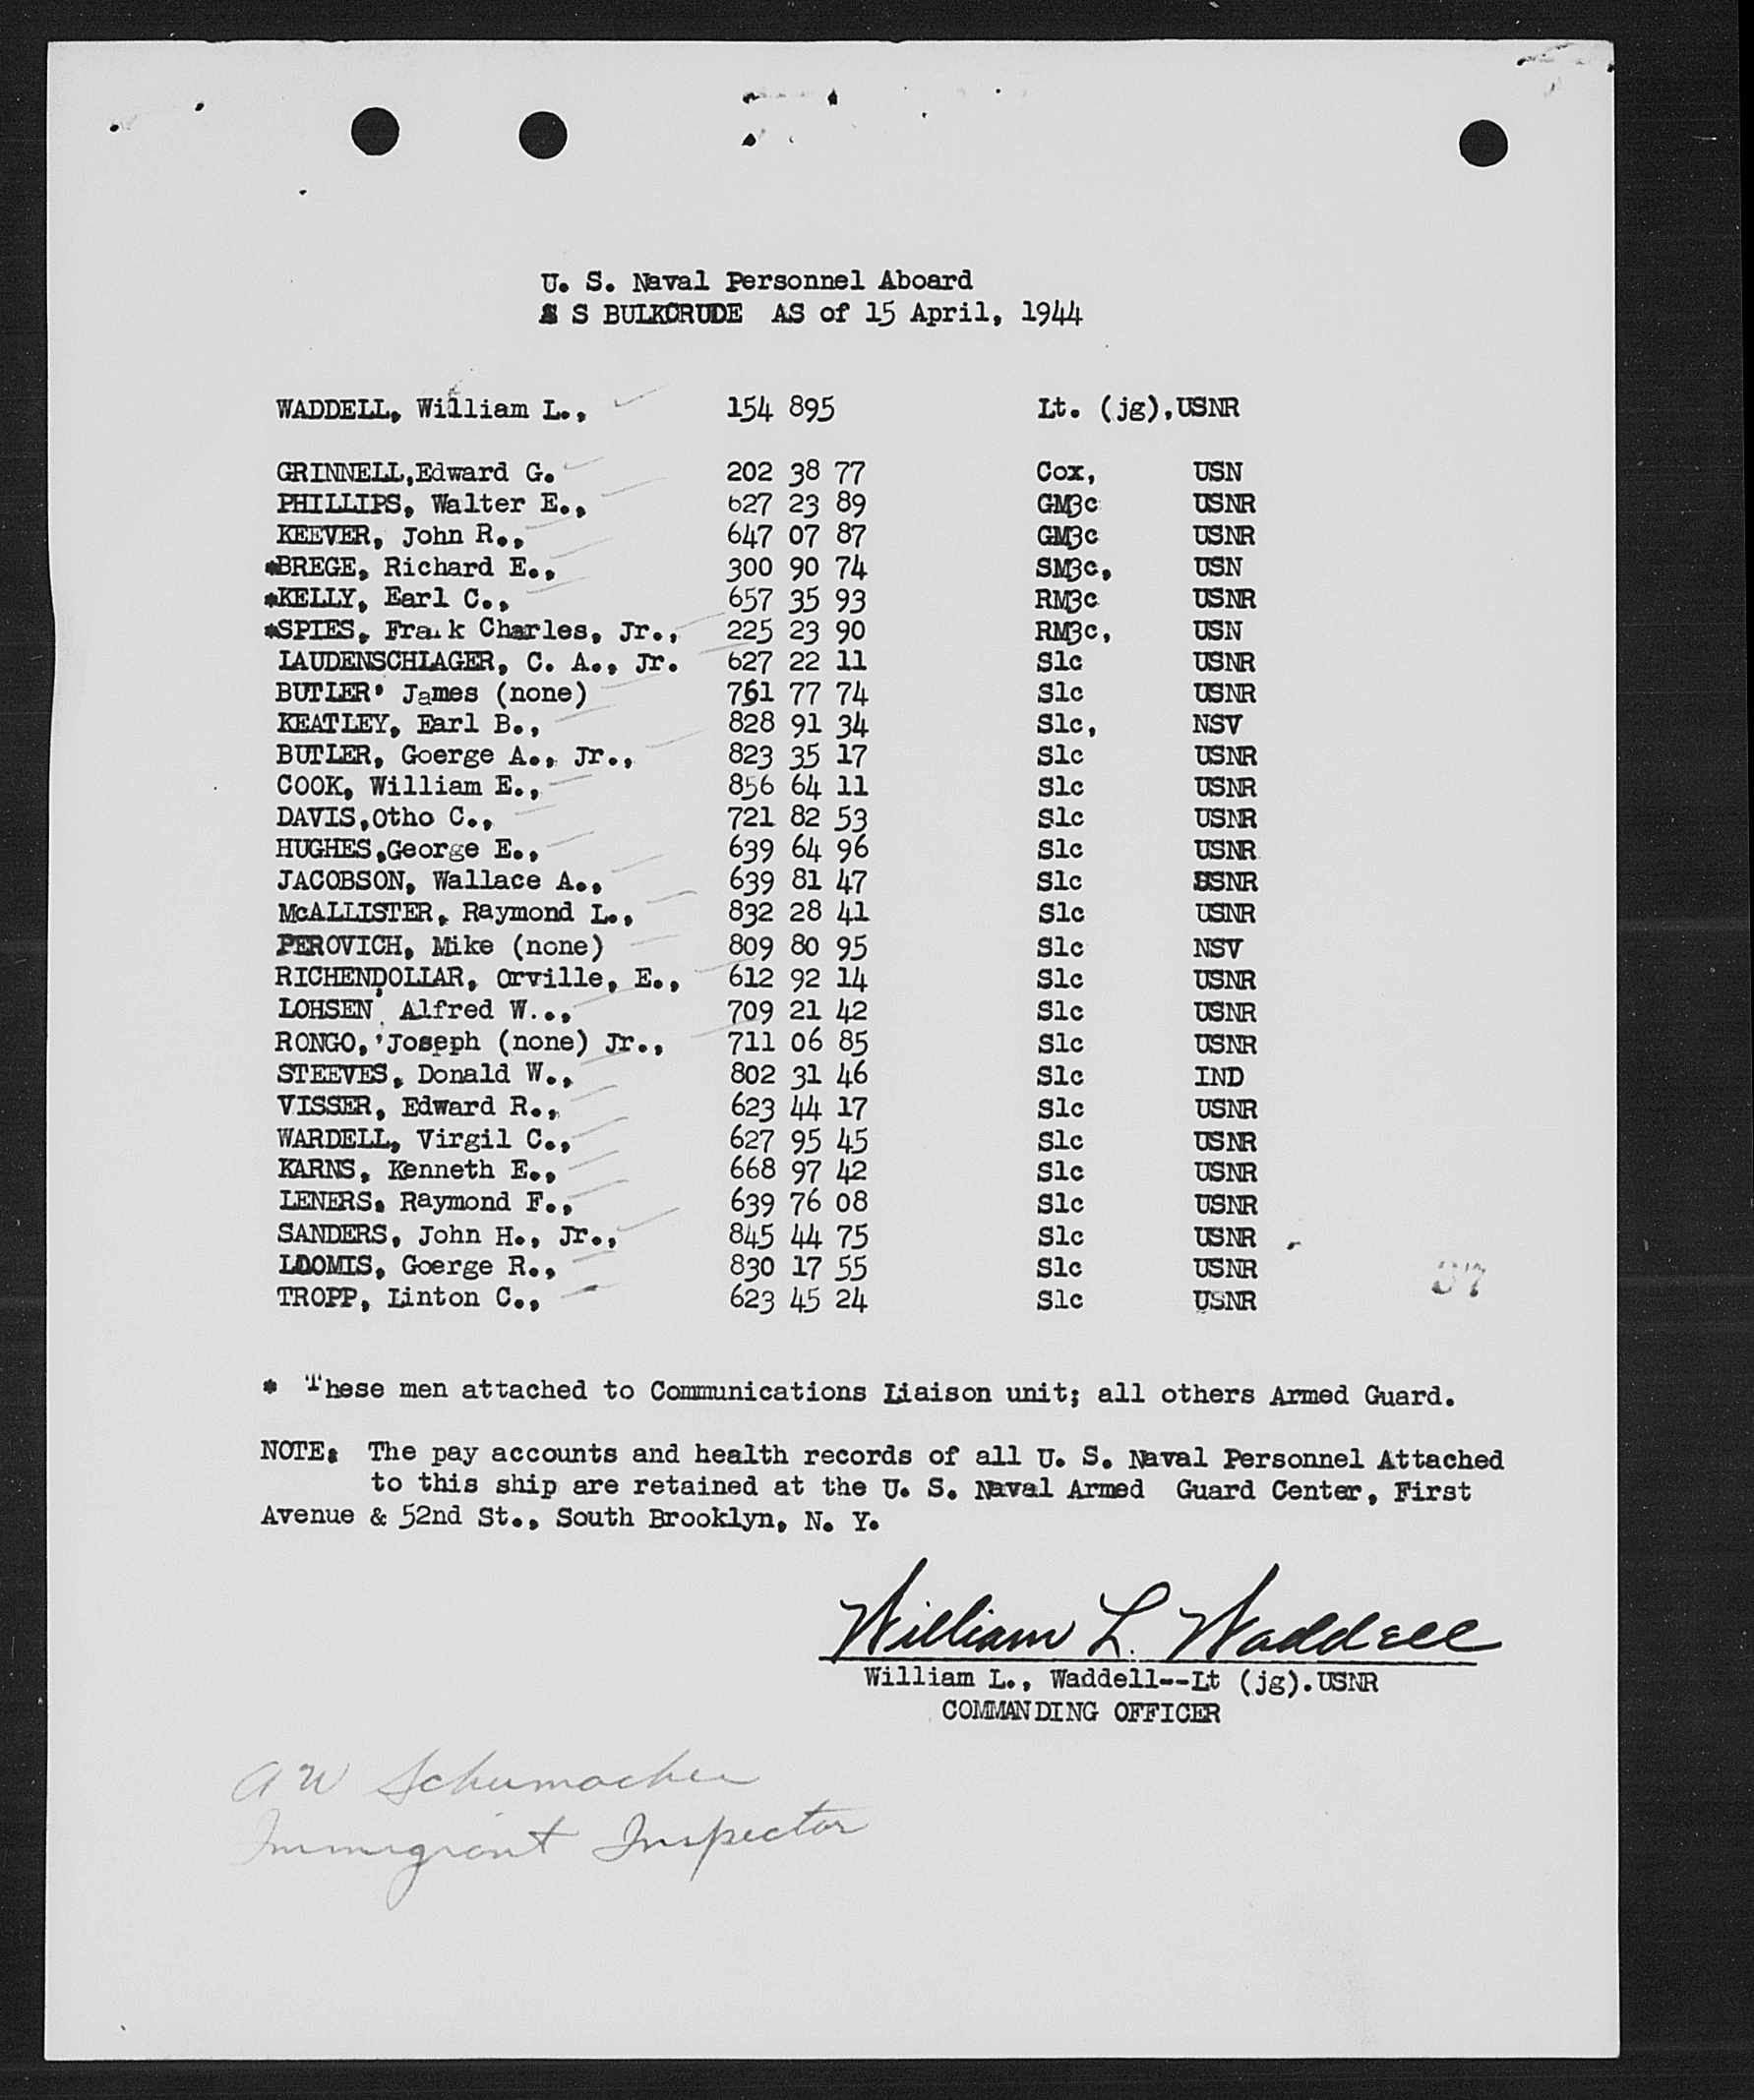 U. S. Naval Personnel Aboard
S S BULKCRUDE AS of 15 April, 1944
WADDELL, William L., 154 895 Lt. (jg),USNR
GRINNELL,Edward G. 202 38 77 Cox, USN
PHILLIPS, Walter E., 627 23 89 GM3c USNR
KEEVER, John R., 647 07 87 GM3c USNR
*BREGE, Richard E., 300 90 74 SM3c, USN
*KELLY, Earl C., 657 35 93 RM3c USNR
*SPIES, Frank Charles, Jr., 225 23 90 RM3c, USN
LAUDENSCHLAGER, C. A., Jr. 627 22 11 S1c USNR
BUTLER' James (none) 761 77 74 S1c USNR
KEATLEY, Earl B., 828 91 34 S1c, NSV
BUTLER, Goerge A., Jr., 823 35 17 S1c USNR
COOK, William E., 856 64 11 S1c USNR
DAVIS,Otho C., 721 82 53 S1c USNR
HUGHES,George E., 639 64 96 S1c USNR
JACOBSON, Wallace A., 639 81 47 S1c USNR
McALLISTER, Raymond L., 832 28 41 S1c USNR
PEROVICH, Mike (none) 809 80 95 S1c NSV
RICHENDOLLAR, Orville, E., 612 92 14 S1c USNR
LOHSEN' Alfred W.., 709 21 42 S1c USNR
RONGO,'Joseph (none) Jr., 711 06 85 S1c USNR
STEEVES, Donald W., 802 31 46 S1c IND
VISSER, Edward R., 623 44 17 S1c USNR
WARDELL, Virgil C., 627 95 45 S1c USNR
KARNS, Kenneth E., 668 97 42 S1c USNR
LENERS, Raymond F., 639 76 08 S1c USNR
SANDERS, John H., Jr., 845 44 75 S1c USNR
LOOMIS, Goerge R., 830 17 55 S1c USNR
TROPP, Linton C., 623 45 24 S1c USNR
* These men attached to Communications Liaison unit; all others Armed Guard.
NOTE: The pay accounts and health records of all U. S. Naval Personnel Attached
to this ship are retained at the U. S. Naval Armed Guard Center, First
Avenue & 52nd St., South Brooklyn, N. Y.
William L. Waddell
William L., Waddell--Lt (jg).USNR
COMMANDING OFFICER
A W Schumacher
Immigrant Inspector